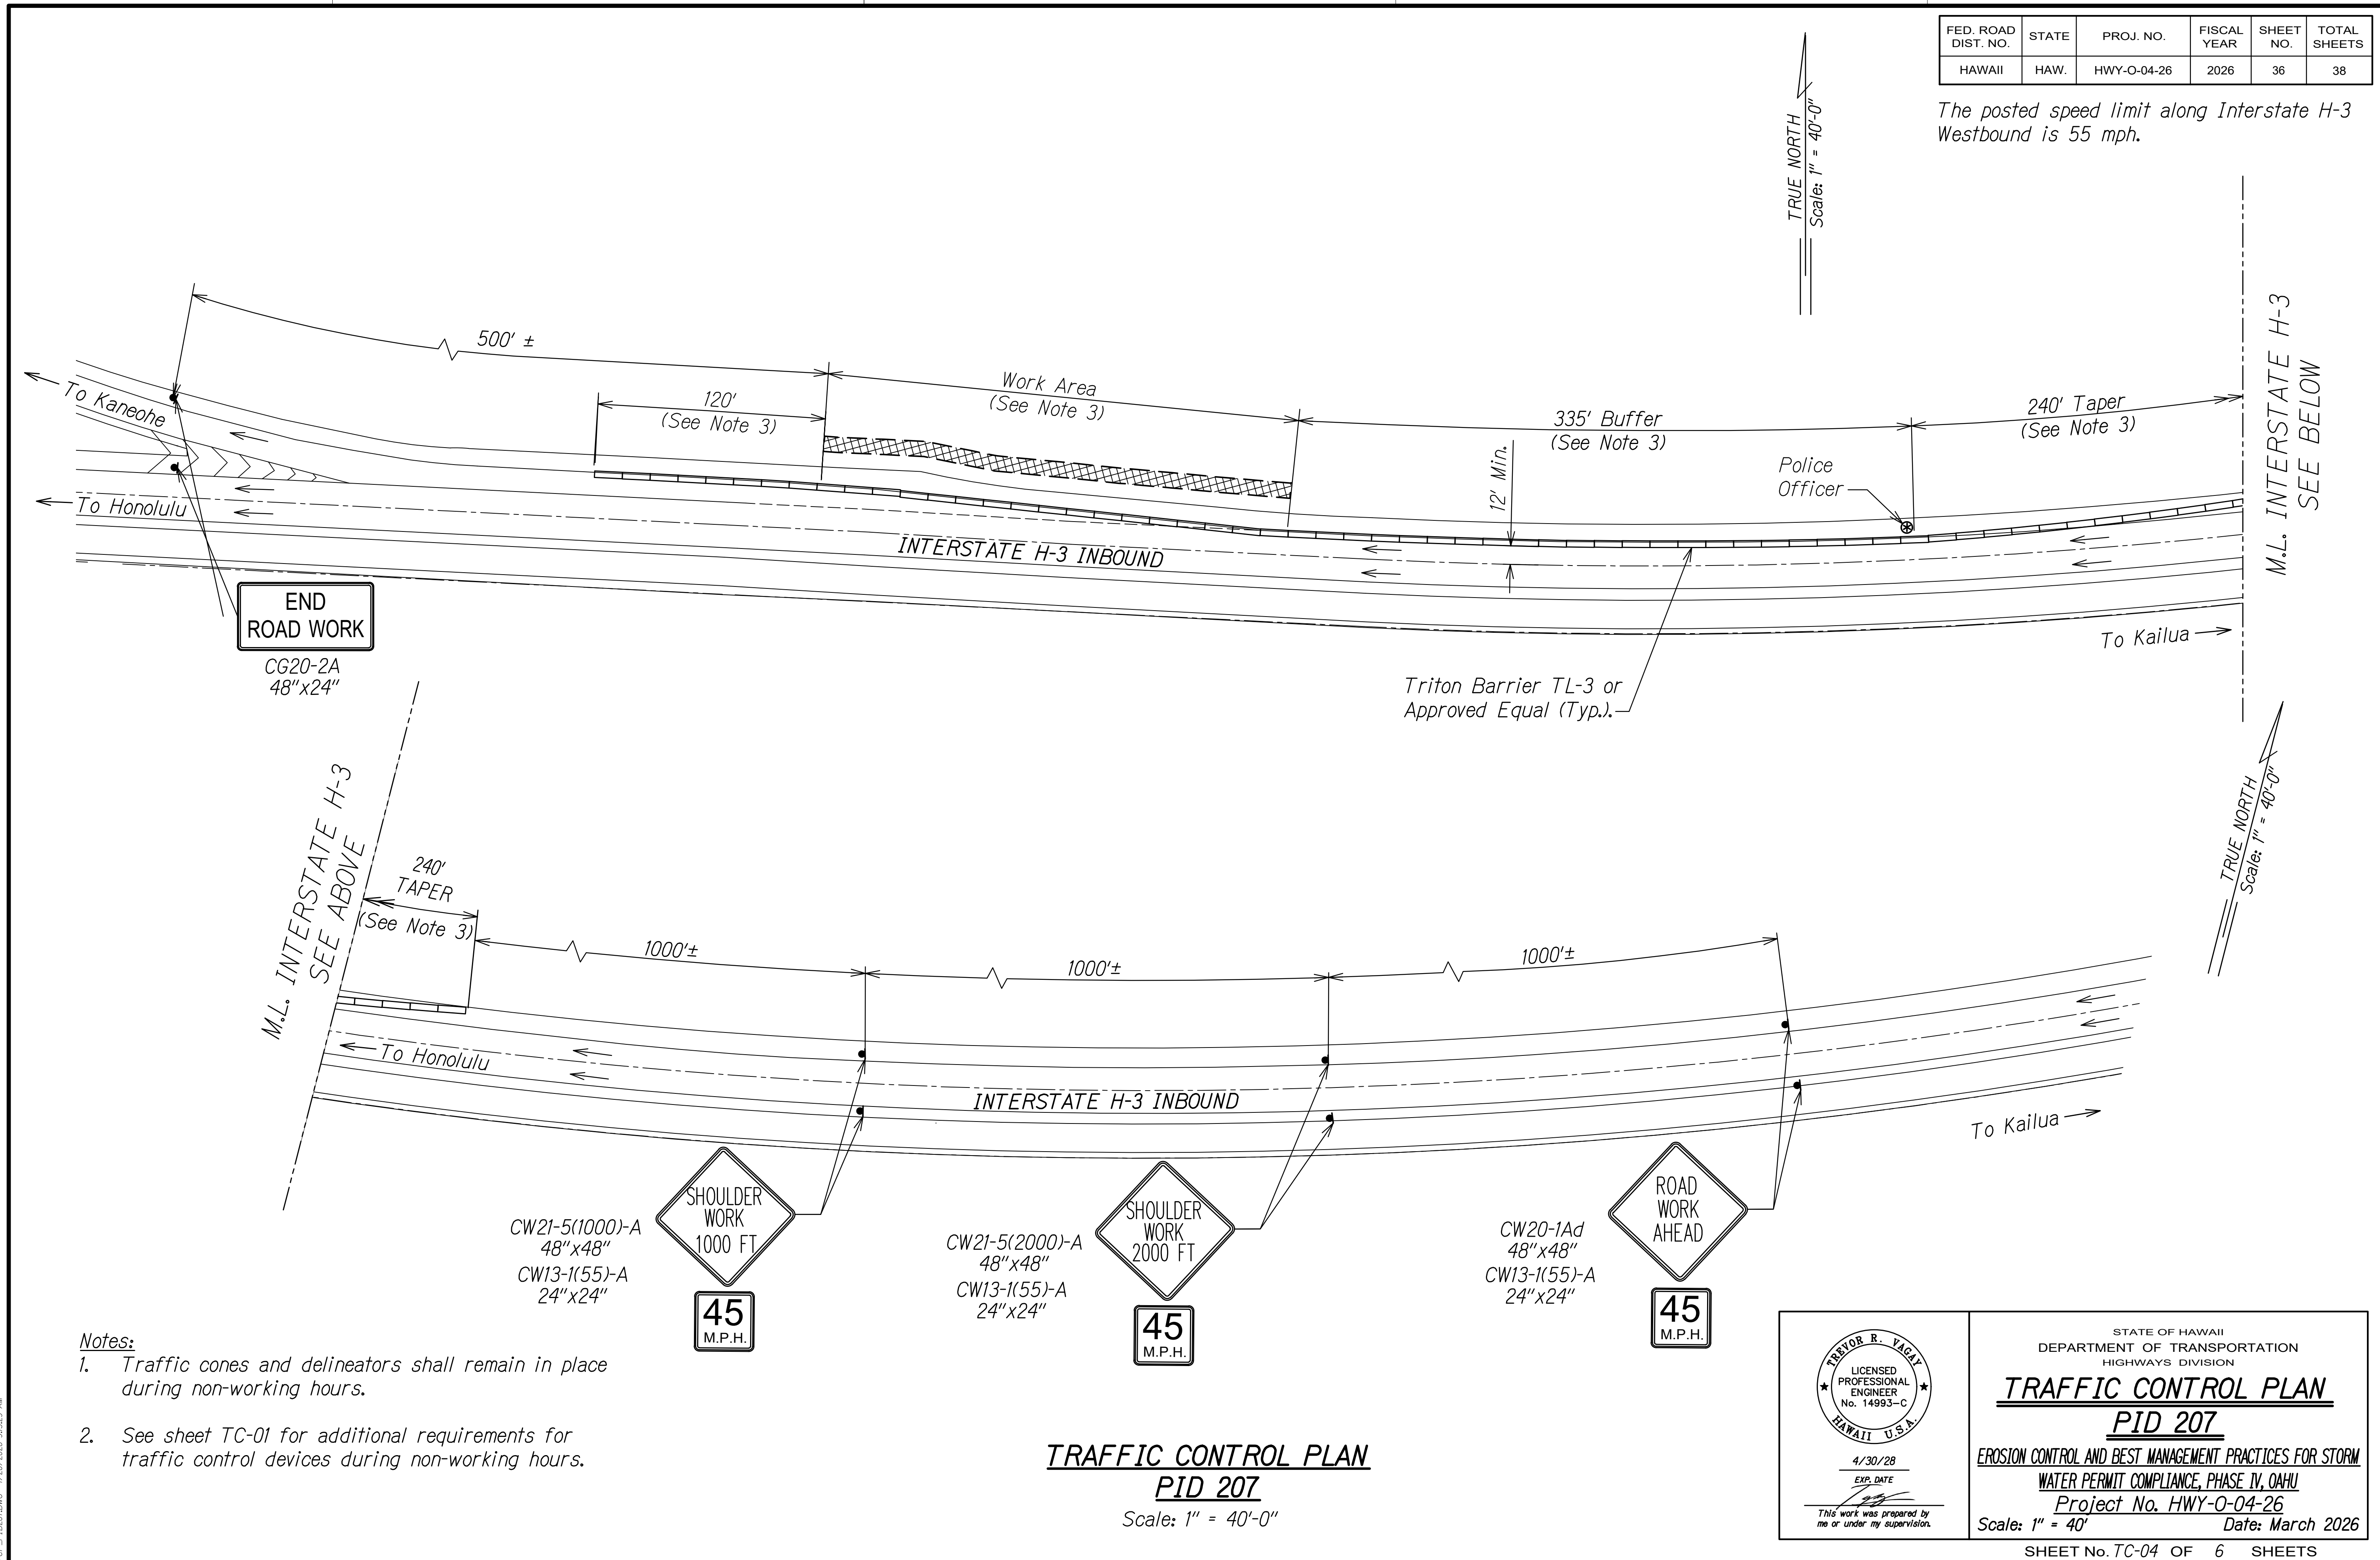 FED. ROAD DIST. NO.
STATE
PROJ. NO.
FISCAL YEAR
SHEET NO.
TOTAL SHEETS
HAWAII
HAW.
HWY-O-04-26
2026
36
38
The posted speed limit along Interstate H-3
Westbound is 55 mph.
TRUE NORTH
Scale: 1" = 40'-0"
M.L. INTERSTATE H-3
SEE BELOW
500' ±
120'
(See Note 3)
Work Area
(See Note 3)
335' Buffer
(See Note 3)
240' Taper
(See Note 3)
To Kaneohe
To Honolulu
12' Min.
Police
Officer
INTERSTATE H-3 INBOUND
To Kailua
END
ROAD WORK
CG20-2A
48"x24"
Triton Barrier TL-3 or
Approved Equal (Typ.).
M.L. INTERSTATE H-3
SEE ABOVE
240'
TAPER
(See Note 3)
1000'±
1000'±
1000'±
TRUE NORTH
Scale: 1" = 40'-0"
To Honolulu
INTERSTATE H-3 INBOUND
To Kailua
CW21-5(1000)-A
48"x48"
CW13-1(55)-A
24"x24"
SHOULDER
WORK
1000 FT
45
M.P.H.
CW21-5(2000)-A
48"x48"
CW13-1(55)-A
24"x24"
SHOULDER
WORK
2000 FT
45
M.P.H.
CW20-1Ad
48"x48"
CW13-1(55)-A
24"x24"
ROAD
WORK
AHEAD
45
M.P.H.
Notes:
1. Traffic cones and delineators shall remain in place
during non-working hours.
2. See sheet TC-01 for additional requirements for
traffic control devices during non-working hours.
TRAFFIC CONTROL PLAN
PID 207
Scale: 1" = 40'-0"
TREVOR R. VAGAY
LICENSED
PROFESSIONAL
ENGINEER
No. 14993-C
HAWAII U.S.A.
4/30/28
EXP. DATE
This work was prepared by
me or under my supervision.
STATE OF HAWAII
DEPARTMENT OF TRANSPORTATION
HIGHWAYS DIVISION
TRAFFIC CONTROL PLAN
PID 207
EROSION CONTROL AND BEST MANAGEMENT PRACTICES FOR STORM
WATER PERMIT COMPLIANCE, PHASE IV, OAHU
Project No. HWY-O-04-26
Scale: 1" = 40' Date: March 2026
SHEET No. TC-04 OF 6 SHEETS